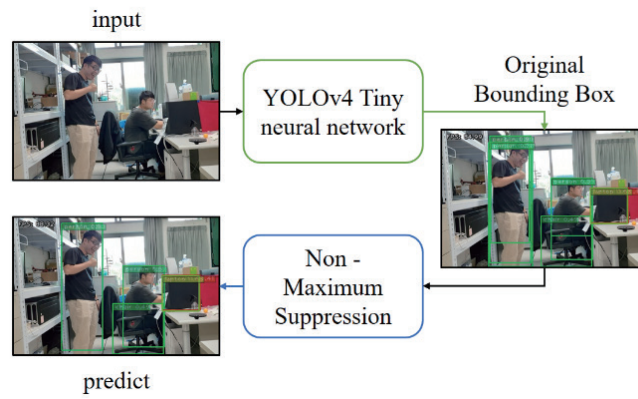 input
YOLOv4 Tiny
neural network
Original
Bounding Box
Non -
Maximum
Suppression
predict